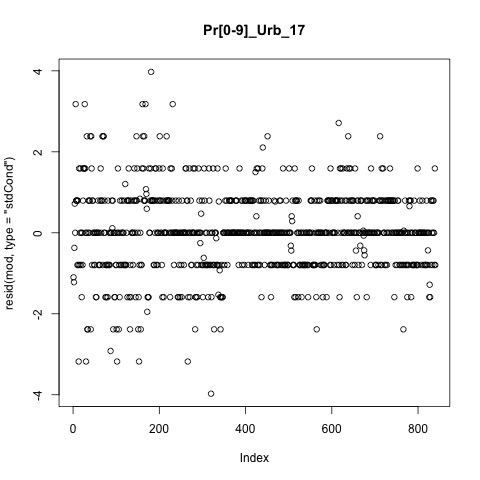 Pr[0-9]_Urb_17
resid(mod, type = "stdCond")
4
2
0
-2
-4
0 200 400 600 800
Index